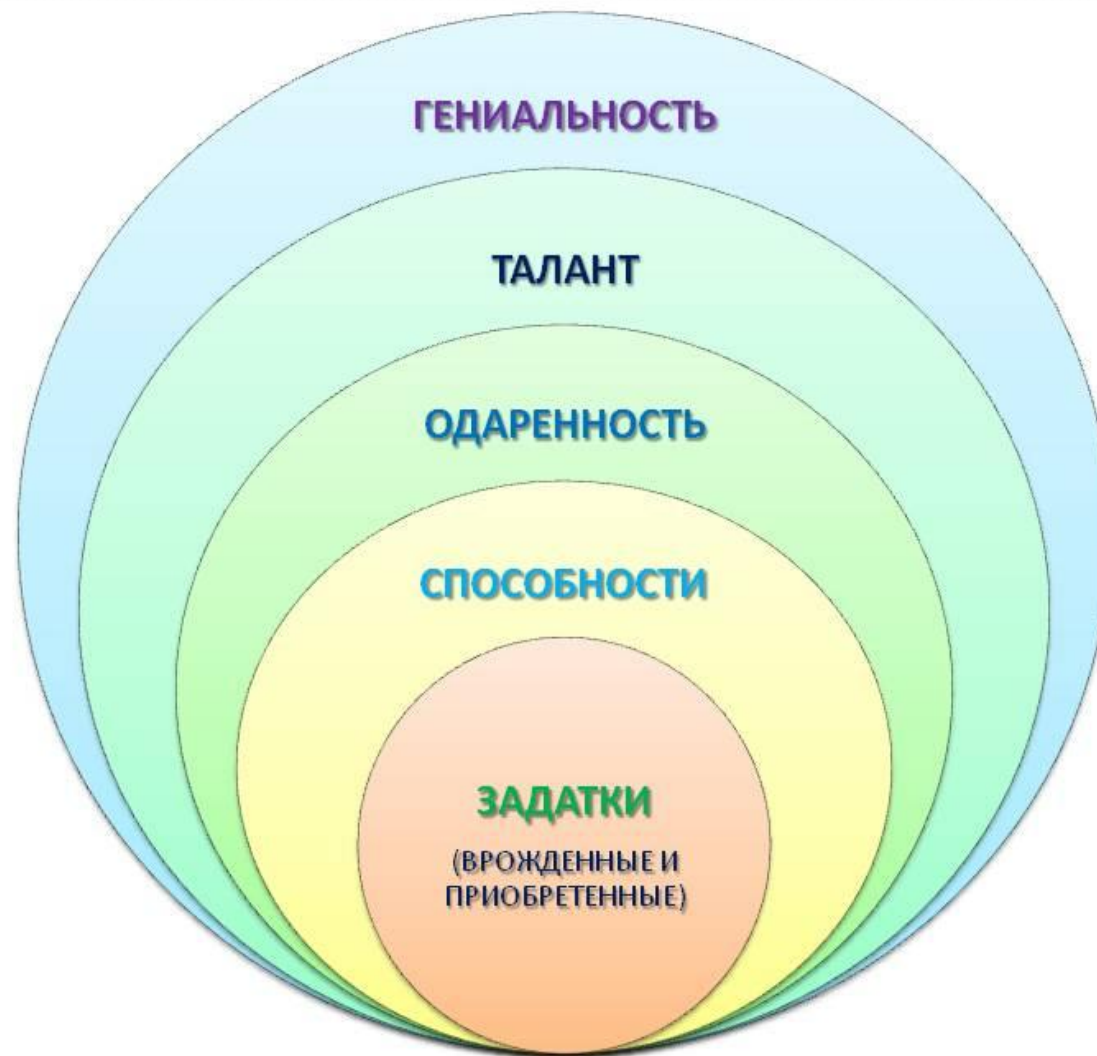 ГЕНИАЛЬНОСТЬ
ТАЛАНТ
ОДАРЕННОСТЬ
СПОСОБНОСТИ
ЗАДАТКИ
(ВРОЖДЕННЫЕ И
ПРИОБРЕТЕННЫЕ)